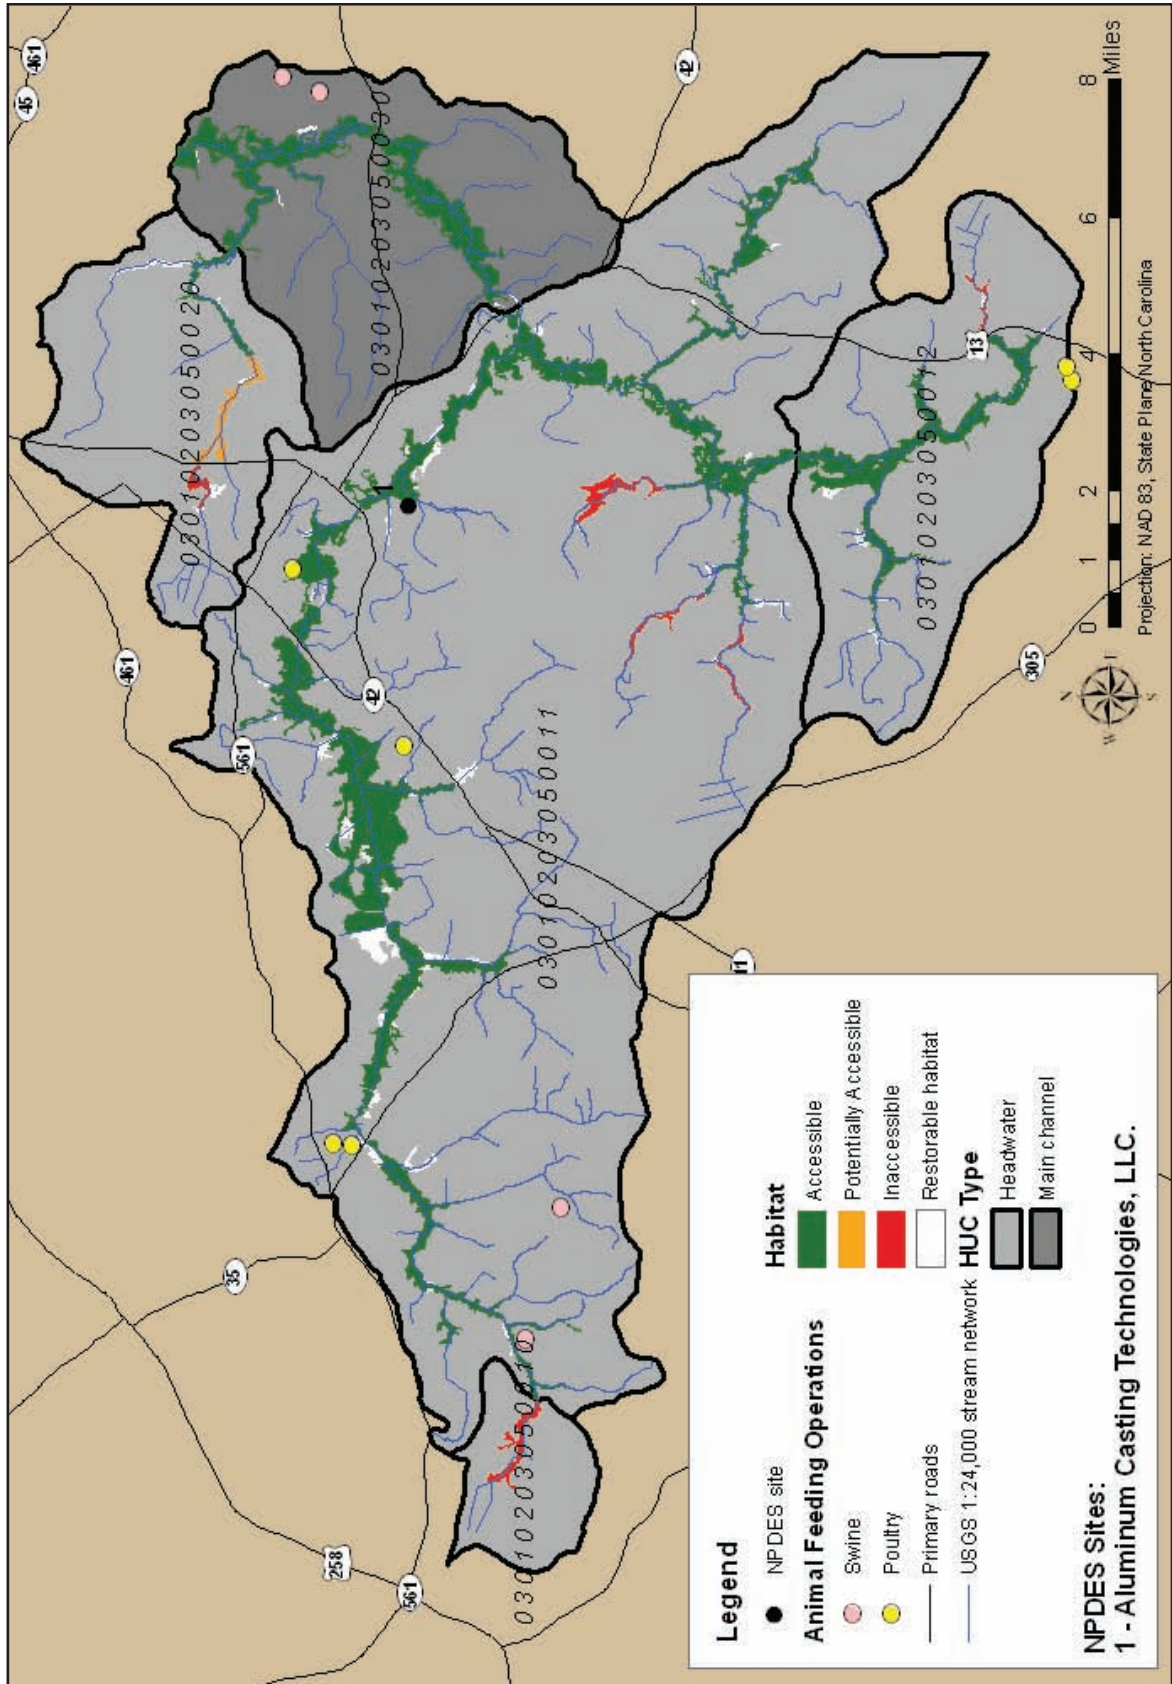 461
45
42
03010203050030
03010203050020
1
13
03010203050012
461
561
42
305
03010203050011
11
35
258
561
03010203050010
N
W E
S
0 1 2 4 6 8
Miles
Projection: NAD 83, State Plane, North Carolina
Legend
NPDES site
Animal Feeding Operations
Swine
Poultry
Primary roads
USGS 1:24,000 stream network
Habitat
Accessible
Potentially Accessible
Inaccessible
Restorable habitat
HUC Type
Headwater
Main channel
NPDES Sites:
1 - Aluminum Casting Technologies, LLC.